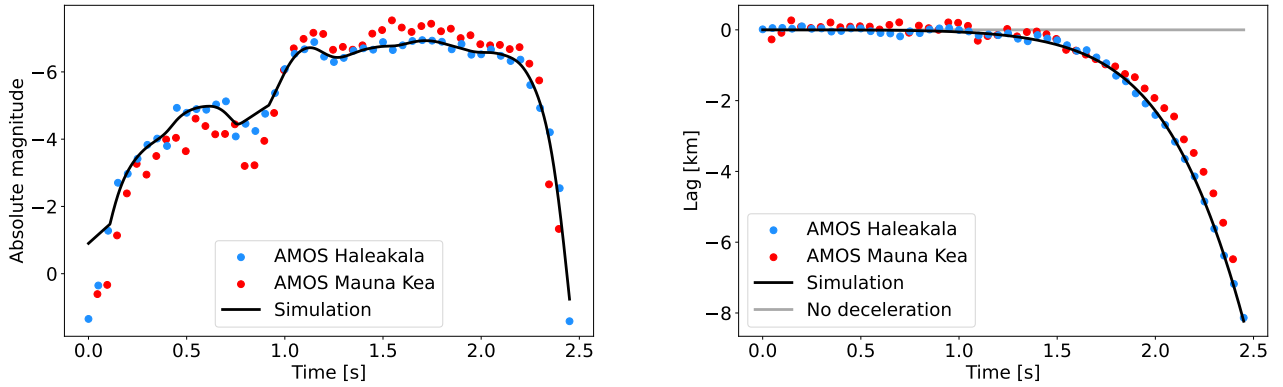 Absolute magnitude
−6
−4
−2
0
AMOS Haleakala
AMOS Mauna Kea
Simulation
0.0 0.5 1.0 1.5 2.0 2.5
Time [s]
Lag [km]
0
−2
−4
−6
−8
AMOS Haleakala
AMOS Mauna Kea
Simulation
No deceleration
0.0 0.5 1.0 1.5 2.0 2.5
Time [s]